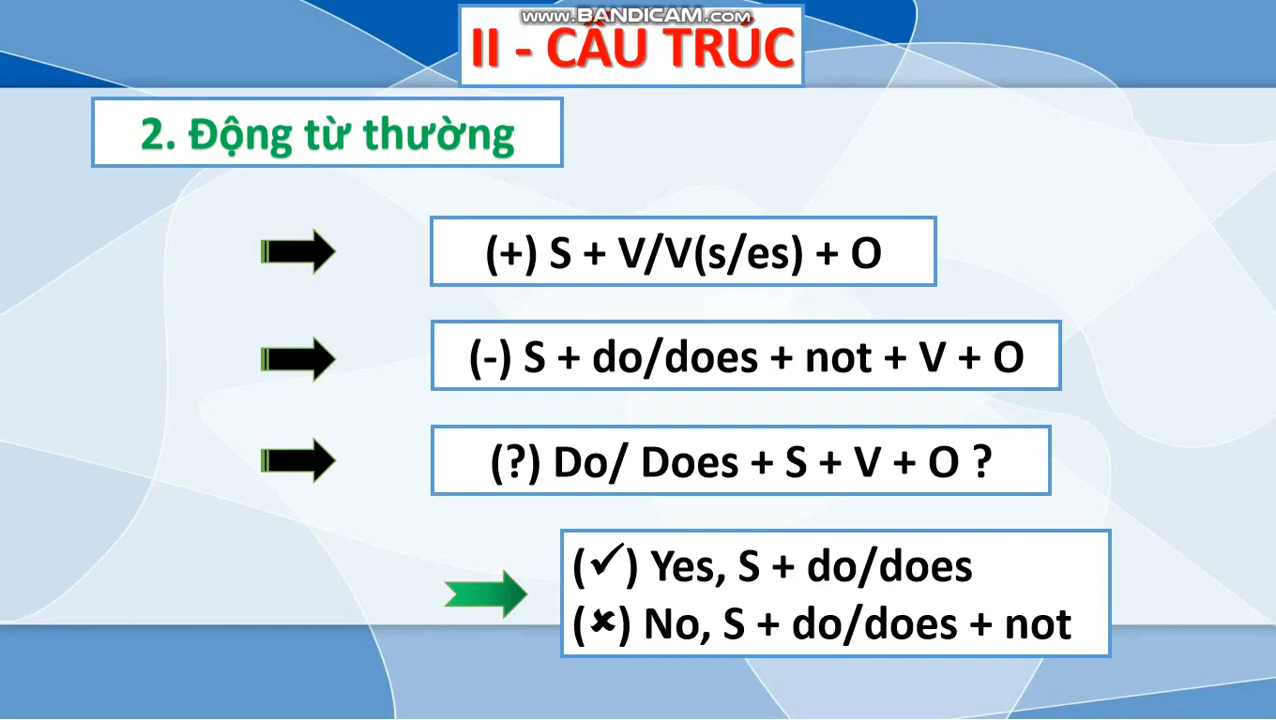 www.BANDICAM.com
II - CẤU TRÚC
2. Động từ thường
(+) S + V/V(s/es) + O
(-) S + do/does + not + V + O
(?) Do/ Does + S + V + O ?
(✓) Yes, S + do/does
(✘) No, S + do/does + not